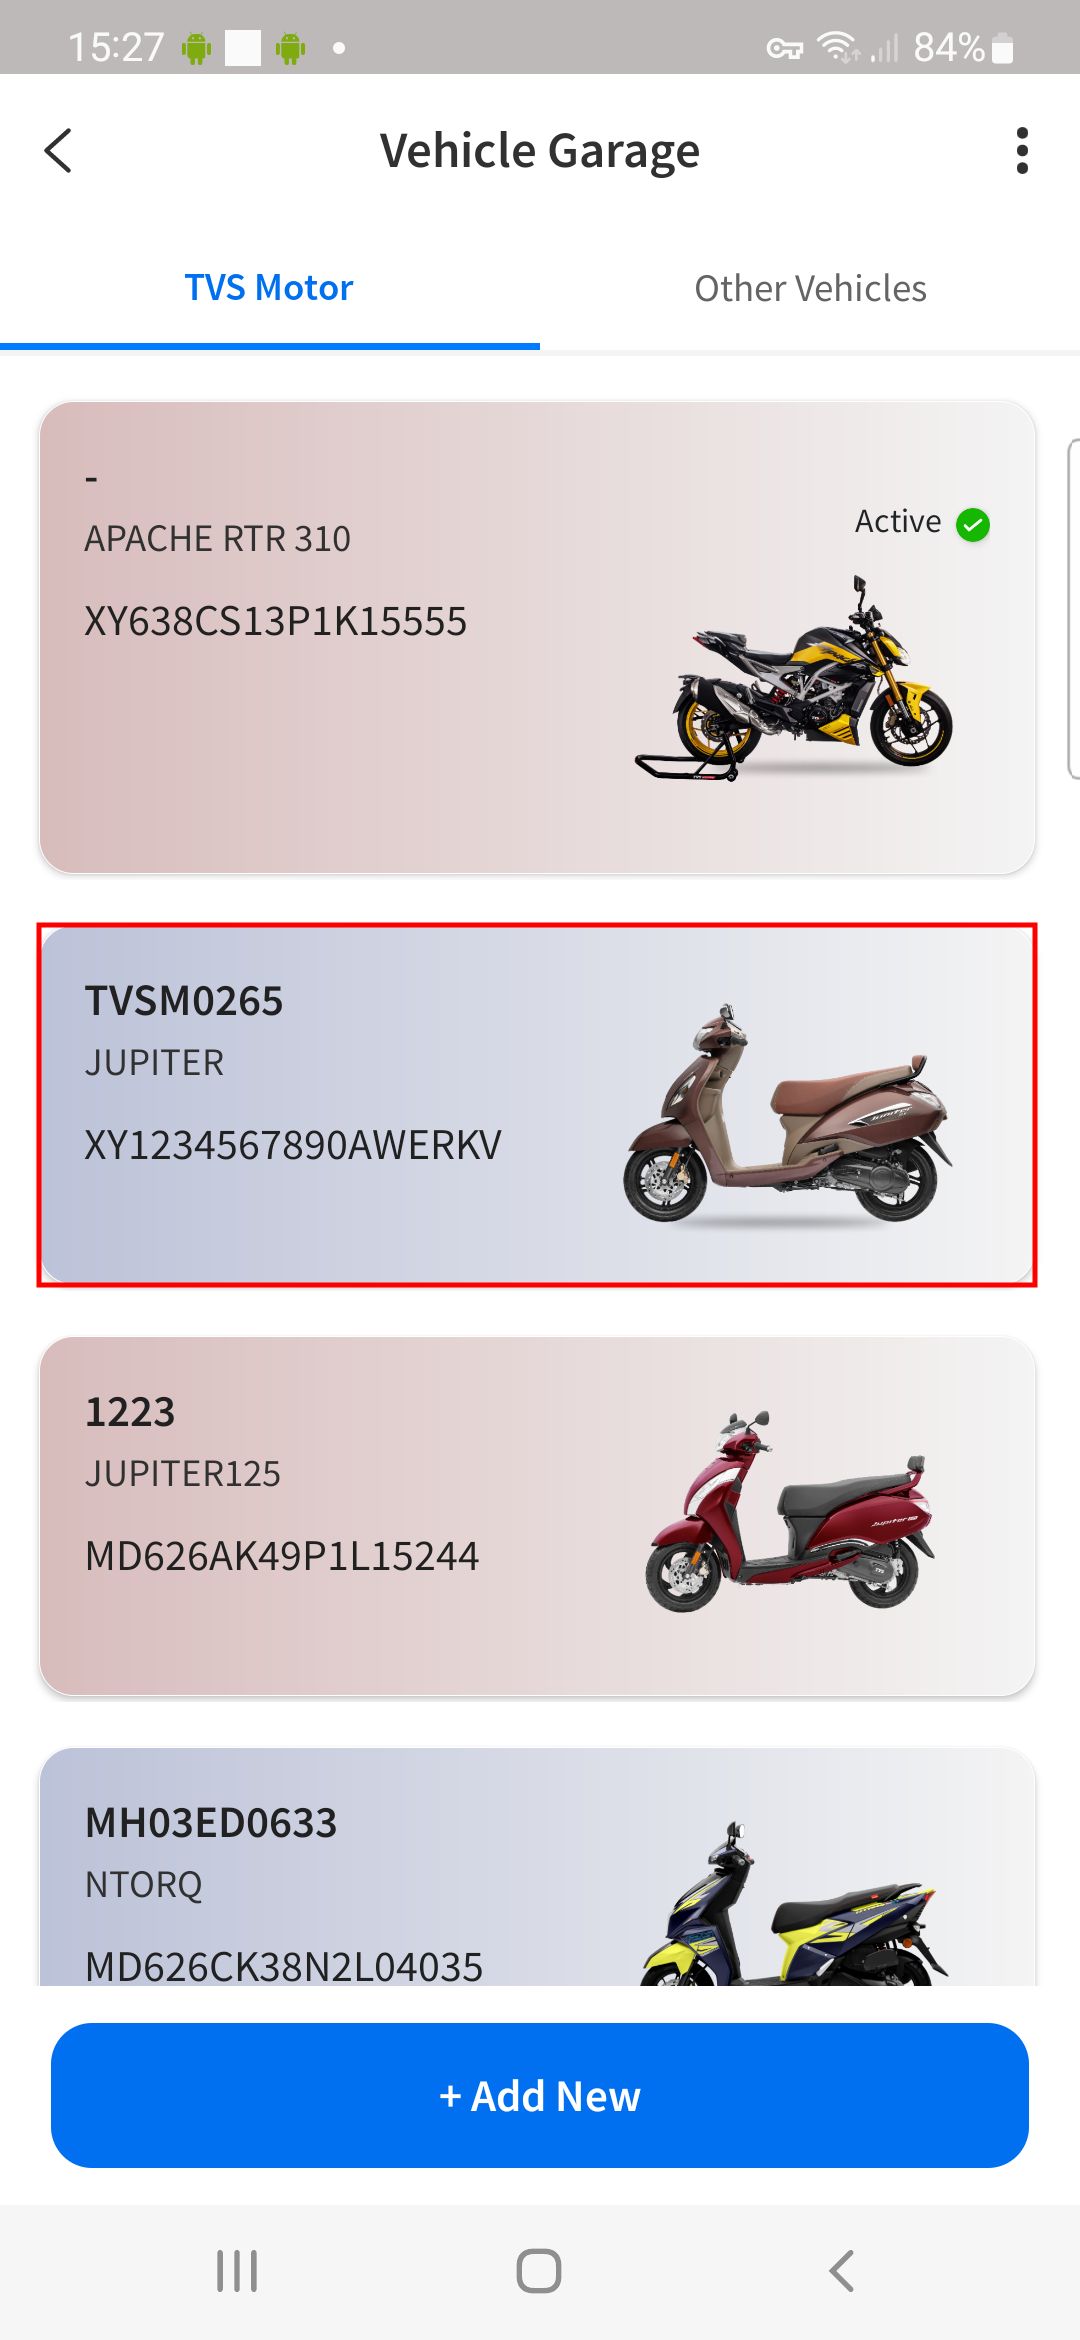 15:27
84%
Vehicle Garage
TVS Motor
Other Vehicles
-
APACHE RTR 310
Active
XY638CS13P1K15555
TVSM0265
JUPITER
XY1234567890AWERKV
1223
JUPITER125
MD626AK49P1L15244
MH03ED0633
NTORQ
MD626CK38N2L04035
+ Add New